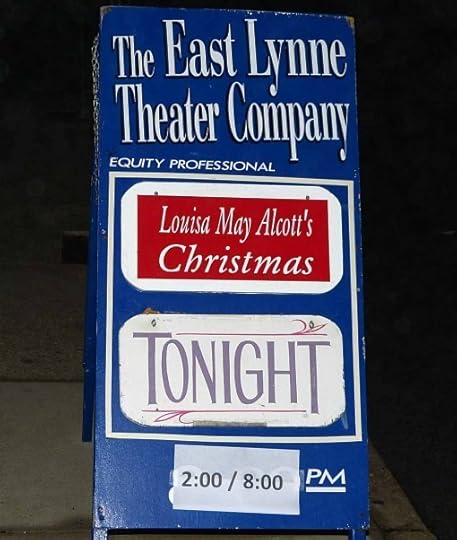 The East Lynne
Theater Company
EQUITY PROFESSIONAL
Louisa May Alcott's
Christmas
TONIGHT
2:00 / 8:00 PM